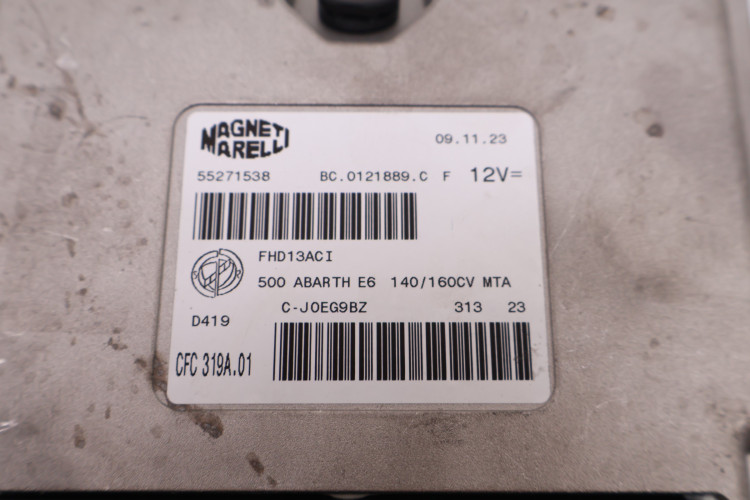 MAGNETI
MARELLI
09.11.23
55271538 BC.0121889.C F 12V=
FHD13ACI
500 ABARTH E6 140/160CV MTA
C-J0EG9BZ 313 23
D419
CFC 319A.01